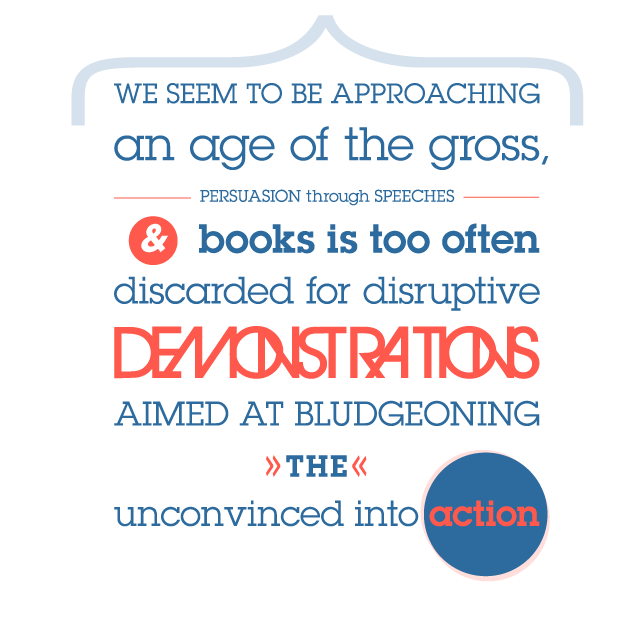 WE SEEM TO BE APPROACHING
an age of the gross,
PERSUASION through SPEECHES
& books is too often
discarded for disruptive
DEMONSTRATIONS
AIMED AT BLUDGEONING
»THE«
unconvinced into action